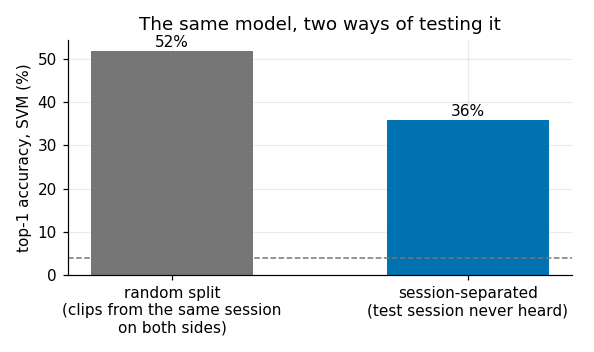 The same model, two ways of testing it
top-1 accuracy, SVM (%)
50
40
30
20
10
0
52%
36%
random split
(clips from the same session
on both sides)
session-separated
(test session never heard)